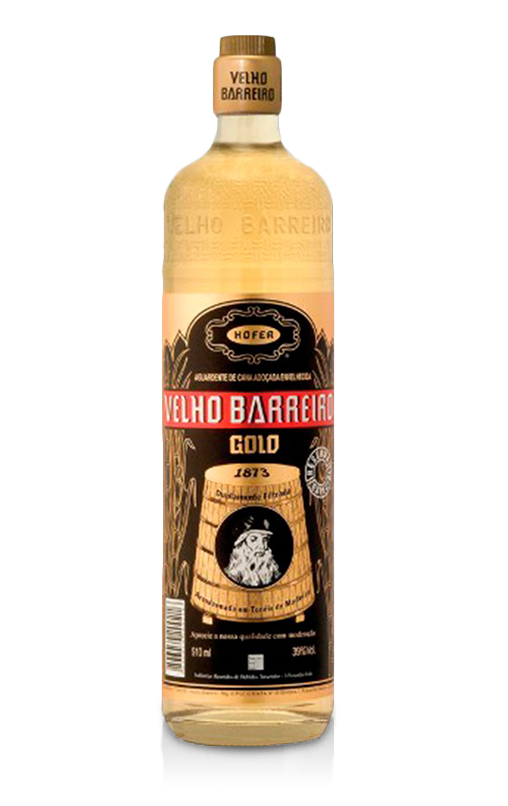 VELHO
BARREIRO
VELHO BARREIRO
HOFER
AGUARDENTE DE CANA ADOÇADA ENVELHECIDA
VELHO BARREIRO
GOLD
1873
Duplamente Filtrada
Armazenada em Toneis de Madeira
Aprecie a nossa qualidade com moderação
910 ml
39%Vol.